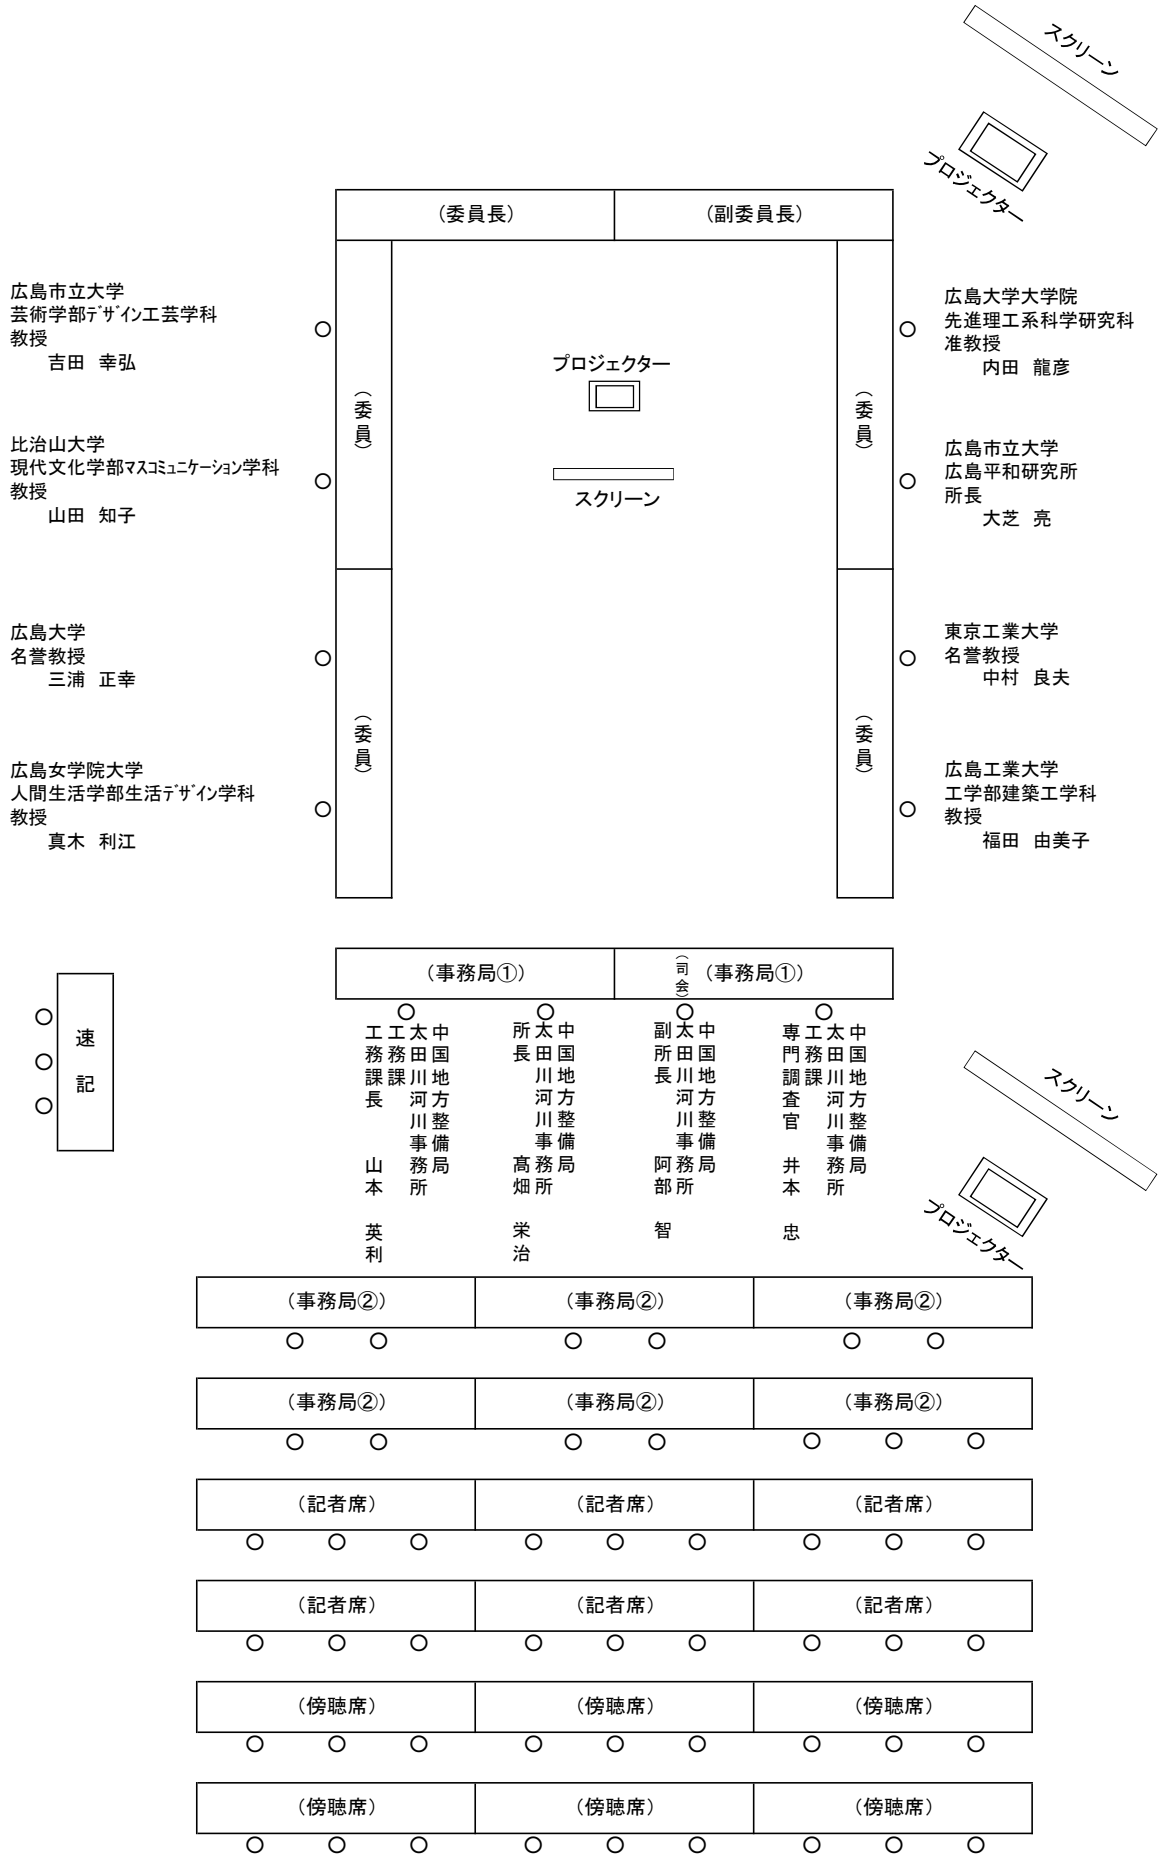 スクリーン
プロジェクター
（委員長）
（副委員長）
広島市立大学
芸術学部ﾃﾞｻﾞｲﾝ工芸学科
教授
吉田　幸弘
比治山大学
現代文化学部ﾏｽｺﾐｭﾆｹｰｼｮﾝ学科
教授
山田　知子
広島大学
名誉教授
三浦　正幸
広島女学院大学
人間生活学部生活ﾃﾞｻﾞｲﾝ学科
教授
真木　利江
（委員）
（委員）
プロジェクター
スクリーン
（委員）
（委員）
広島大学大学院
先進理工系科学研究科
准教授
内田　龍彦
広島市立大学
広島平和研究所
所長
大芝　亮
東京工業大学
名誉教授
中村　良夫
広島工業大学
工学部建築工学科
教授
福田　由美子
速記
（事務局①）
（司会）
（事務局①）
中国地方整備局
太田川河川事務所
工務課
工務課長　山本　英利
中国地方整備局
太田川河川事務所
所長　髙畑　栄治
中国地方整備局
太田川河川事務所
副所長　阿部　智
中国地方整備局
太田川河川事務所
工務課
専門調査官　井本　忠
スクリーン
プロジェクター
（事務局②）
（事務局②）
（事務局②）
（事務局②）
（事務局②）
（事務局②）
（記者席）
（記者席）
（記者席）
（記者席）
（記者席）
（記者席）
（傍聴席）
（傍聴席）
（傍聴席）
（傍聴席）
（傍聴席）
（傍聴席）